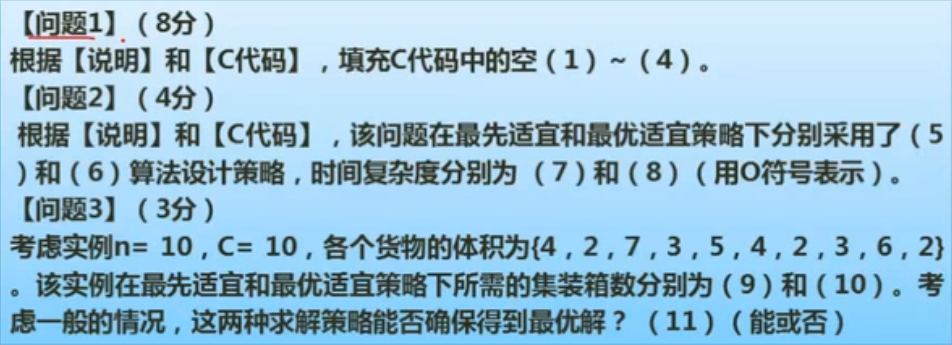 【问题1】（8分）
根据【说明】和【C代码】，填充C代码中的空（1）~（4）。
【问题2】（4分）
根据【说明】和【C代码】，该问题在最先适宜和最优适宜策略下分别采用了（5
）和（6）算法设计策略，时间复杂度分别为 （7）和（8）（用O符号表示）。
【问题3】（3分）
考虑实例n= 10，C= 10，各个货物的体积为{4，2，7，3，5，4，2，3，6，2}
。该实例在最先适宜和最优适宜策略下所需的集装箱数分别为（9）和（10）。考
虑一般的情况，这两种求解策略能否确保得到最优解？ （11）（能或否）